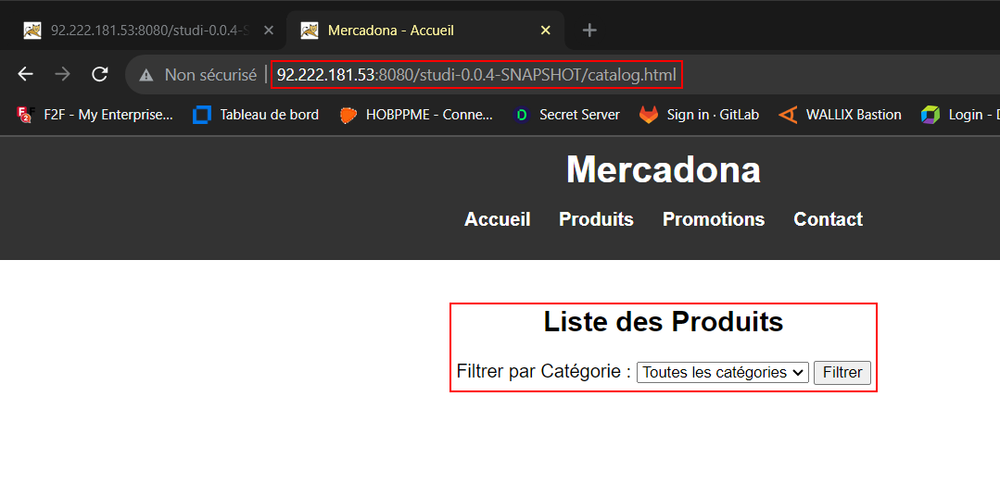 92.222.181.53:8080/studi-0.0.4-S
Mercadona - Accueil
Non sécurisé 92.222.181.53:8080/studi-0.0.4-SNAPSHOT/catalog.html
F2F - My Enterprise... Tableau de bord HOBPPME - Conne... Secret Server Sign in · GitLab WALLIX Bastion Login - D
Mercadona
Accueil Produits Promotions Contact
Liste des Produits
Filtrer par Catégorie : Toutes les catégories Filtrer